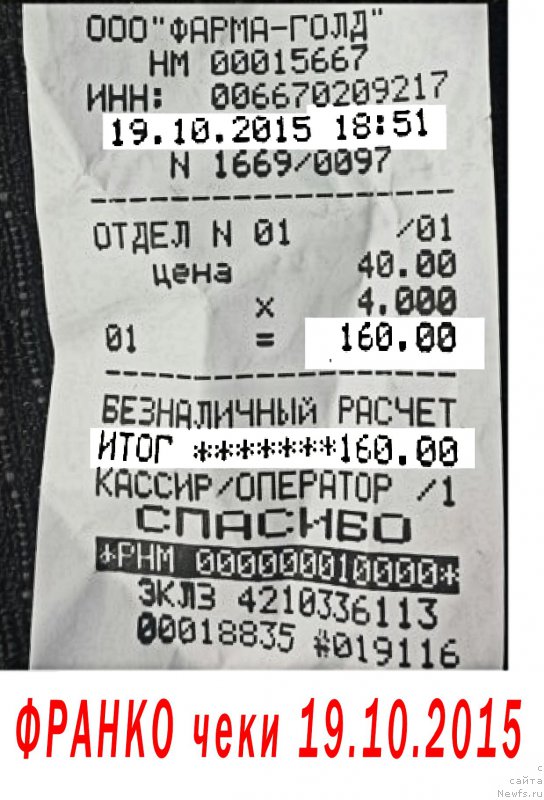 ООО"ФАРМА-ГОЛД"
НМ 00015667
ИНН: 006670209217
19.10.2015 18:51
N 1669/0097
ОТДЕЛ N 01 /01
цена 40.00
x 4.000
01 = 160.00
БЕЗНАЛИЧНЫЙ РАСЧЕТ
ИТОГ *******160.00
КАССИР/ОПЕРАТОР /1
СПАСИБО
*РНМ 000000010000*
ЭКЛЗ 4210336113
00018835 #019116
ФРАНКО чеки 19.10.2015
с
сайта
Newfs.ru